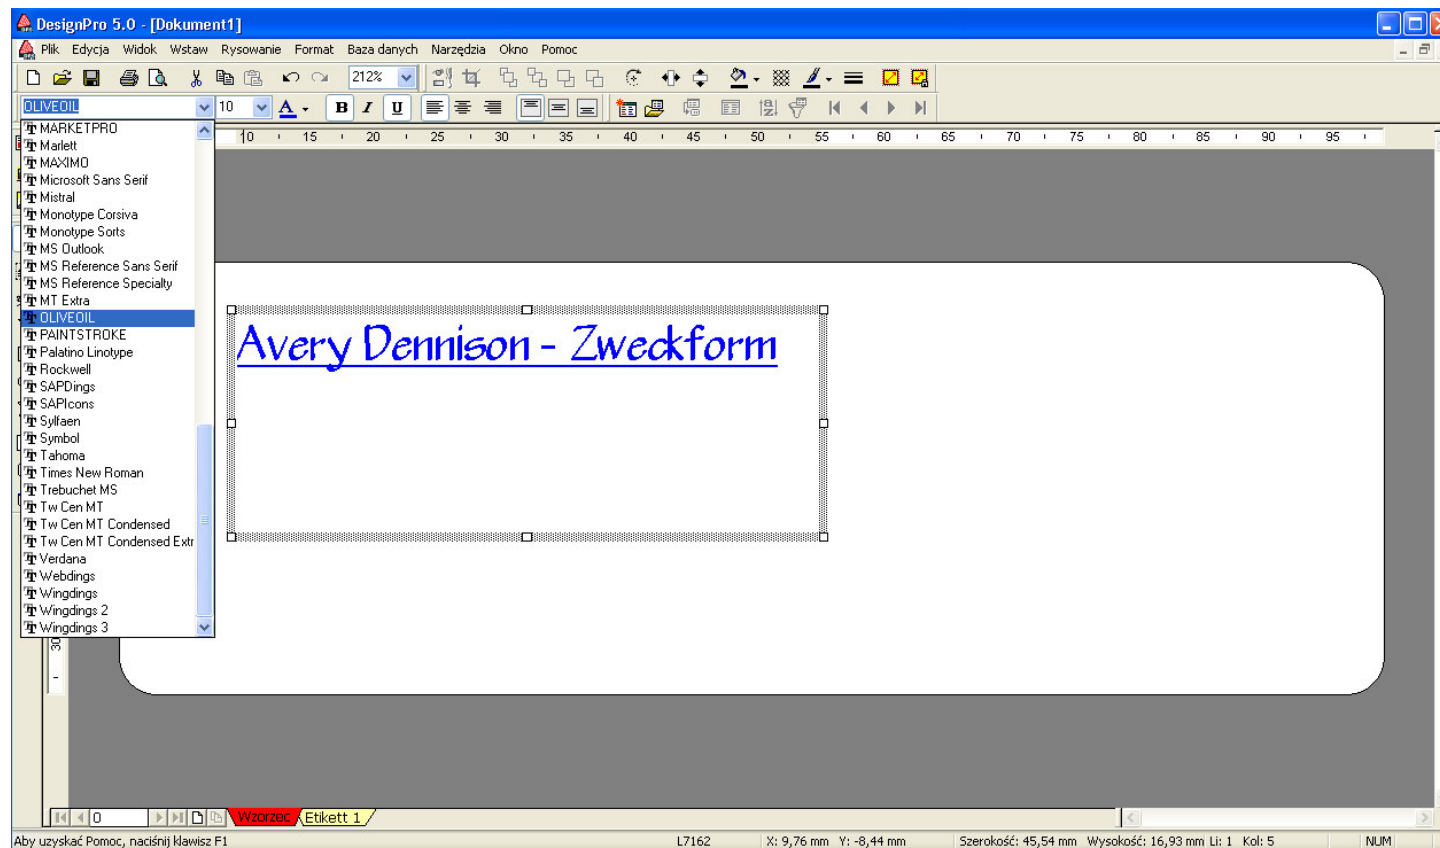 DesignPro 5.0 - [Dokument1]
Plik Edycja Widok Wstaw Rysowanie Format Baza danych Narzędzia Okno Pomoc
212%
OLIVEOIL 10 A B I U
10 15 20 25 30 35 40 45 50 55 60 65 70 75 80 85 90 95
MARKETPRO
Marlett
MAXIMO
Microsoft Sans Serif
Mistral
Monotype Corsiva
Monotype Sorts
MS Outlook
MS Reference Sans Serif
MS Reference Specialty
MT Extra
OLIVEOIL
PAINTSTROKE
Palatino Linotype
Rockwell
SAPDings
SAPIcons
Sylfaen
Symbol
Tahoma
Times New Roman
Trebuchet MS
Tw Cen MT
Tw Cen MT Condensed
Tw Cen MT Condensed Extr
Verdana
Webdings
Wingdings
Wingdings 2
Wingdings 3
Avery Dennison - Zweckform
30
0 Wzorzec Etikett 1
Aby uzyskać Pomoc, naciśnij klawisz F1 L7162 X: 9,76 mm Y: -8,44 mm Szerokość: 45,54 mm Wysokość: 16,93 mm Li: 1 Kol: 5 NUM